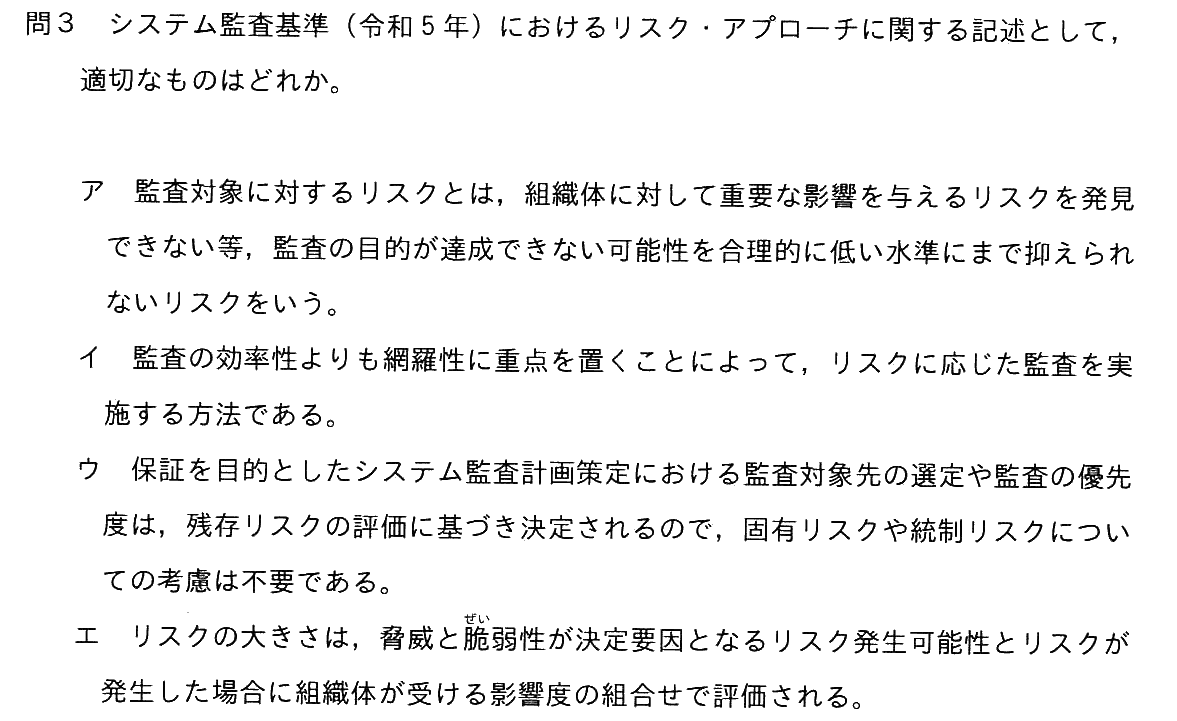 問3　システム監査基準（令和5年）におけるリスク・アプローチに関する記述として，
適切なものはどれか。
ア　監査対象に対するリスクとは，組織体に対して重要な影響を与えるリスクを発見
できない等，監査の目的が達成できない可能性を合理的に低い水準にまで抑えられ
ないリスクをいう。
イ　監査の効率性よりも網羅性に重点を置くことによって，リスクに応じた監査を実
施する方法である。
ウ　保証を目的としたシステム監査計画策定における監査対象先の選定や監査の優先
度は，残存リスクの評価に基づき決定されるので，固有リスクや統制リスクについ
ての考慮は不要である。
ぜい
エ　リスクの大きさは，脅威と脆弱性が決定要因となるリスク発生可能性とリスクが
発生した場合に組織体が受ける影響度の組合せで評価される。